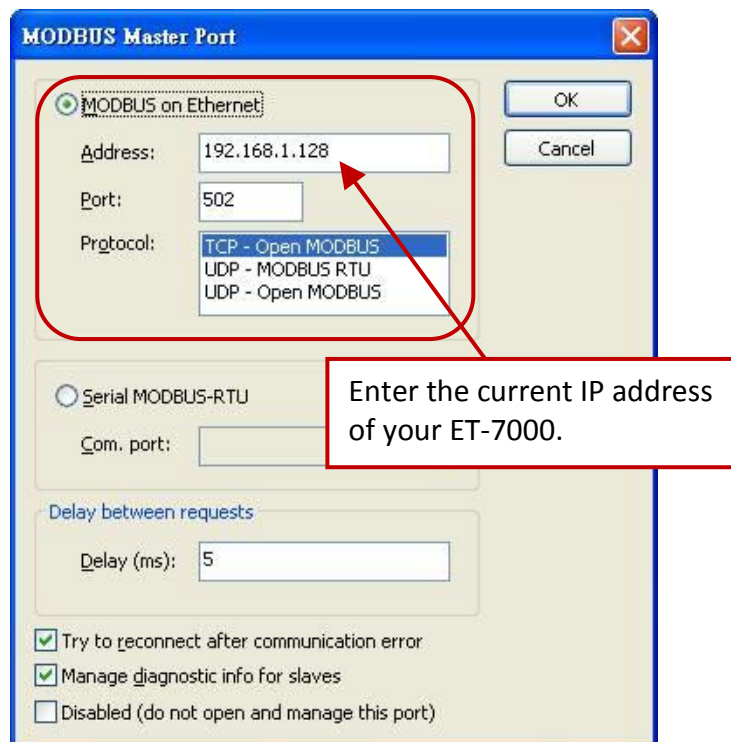 MODBUS Master Port
MODBUS on Ethernet
OK
Address:
192.168.1.128
Cancel
Port:
502
Protocol:
TCP - Open MODBUS
UDP - MODBUS RTU
UDP - Open MODBUS
Enter the current IP address
of your ET-7000.
Serial MODBUS-RTU
Com. port:
Delay between requests
Delay (ms):
5
Try to reconnect after communication error
Manage diagnostic info for slaves
Disabled (do not open and manage this port)